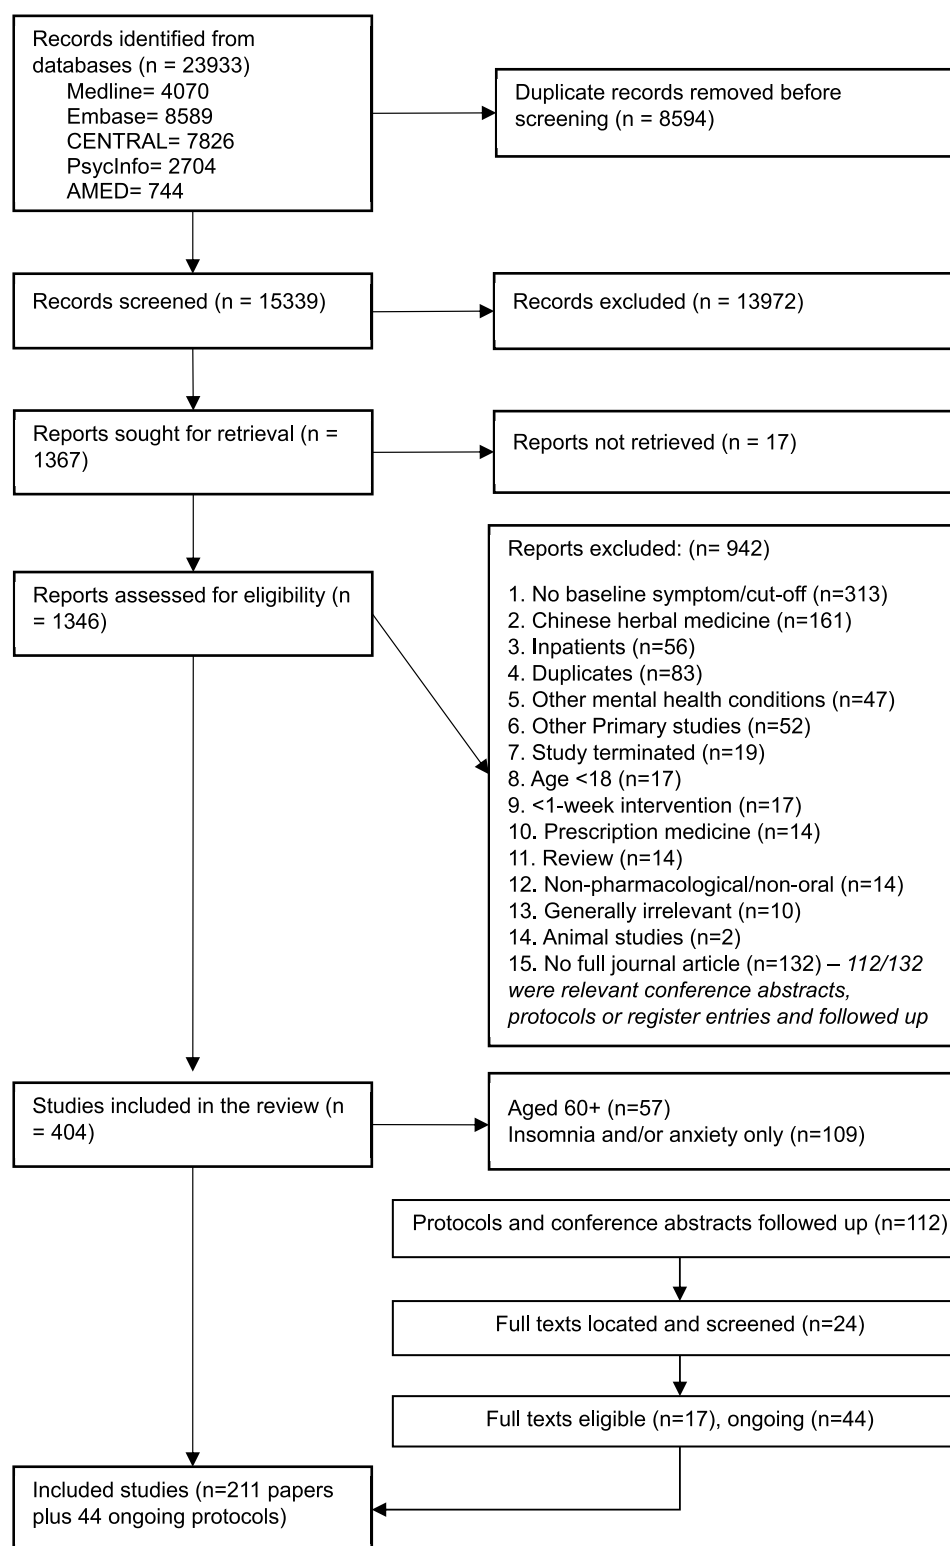 Records identified from
databases (n = 23933)
Medline= 4070
Embase= 8589
CENTRAL= 7826
PsycInfo= 2704
AMED= 744
Duplicate records removed before
screening (n = 8594)
Records screened (n = 15339)
Records excluded (n = 13972)
Reports sought for retrieval (n =
1367)
Reports not retrieved (n = 17)
Reports assessed for eligibility (n
= 1346)
Reports excluded: (n= 942)
1. No baseline symptom/cut-off (n=313)
2. Chinese herbal medicine (n=161)
3. Inpatients (n=56)
4. Duplicates (n=83)
5. Other mental health conditions (n=47)
6. Other Primary studies (n=52)
7. Study terminated (n=19)
8. Age <18 (n=17)
9. <1-week intervention (n=17)
10. Prescription medicine (n=14)
11. Review (n=14)
12. Non-pharmacological/non-oral (n=14)
13. Generally irrelevant (n=10)
14. Animal studies (n=2)
15. No full journal article (n=132) – 112/132
were relevant conference abstracts,
protocols or register entries and followed up
Studies included in the review (n
= 404)
Aged 60+ (n=57)
Insomnia and/or anxiety only (n=109)
Protocols and conference abstracts followed up (n=112)
Full texts located and screened (n=24)
Full texts eligible (n=17), ongoing (n=44)
Included studies (n=211 papers
plus 44 ongoing protocols)